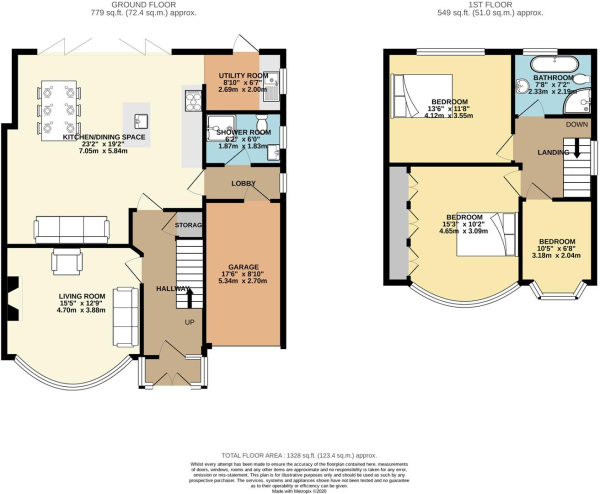 GROUND FLOOR
779 sq.ft. (72.4 sq.m.) approx.
1ST FLOOR
549 sq.ft. (51.0 sq.m.) approx.
UTILITY ROOM
8'10" x 6'7"
2.69m x 2.00m
KITCHEN/DINING SPACE
23'2" x 19'2"
7.05m x 5.84m
SHOWER ROOM
6'2" x 6'0"
1.87m x 1.83m
LOBBY
STORAGE
GARAGE
17'6" x 8'10"
5.34m x 2.70m
HALLWAY
UP
LIVING ROOM
15'5" x 12'9"
4.70m x 3.88m
BEDROOM
13'6" x 11'8"
4.12m x 3.55m
BATHROOM
7'8" x 7'2"
2.33m x 2.19m
DOWN
LANDING
BEDROOM
15'3" x 10'2"
4.65m x 3.09m
BEDROOM
10'5" x 6'8"
3.18m x 2.04m
TOTAL FLOOR AREA : 1328 sq.ft. (123.4 sq.m.) approx.
Whilst every attempt has been made to ensure the accuracy of the floorplan contained here, measurements
of doors, windows, rooms and any other items are approximate and no responsibility is taken for any error,
omission or mis-statement. This plan is for illustrative purposes only and should be used as such by any
prospective purchaser. The services, systems and appliances shown have not been tested and no guarantee
as to their operability or efficiency can be given.
Made with Metropix ©2020